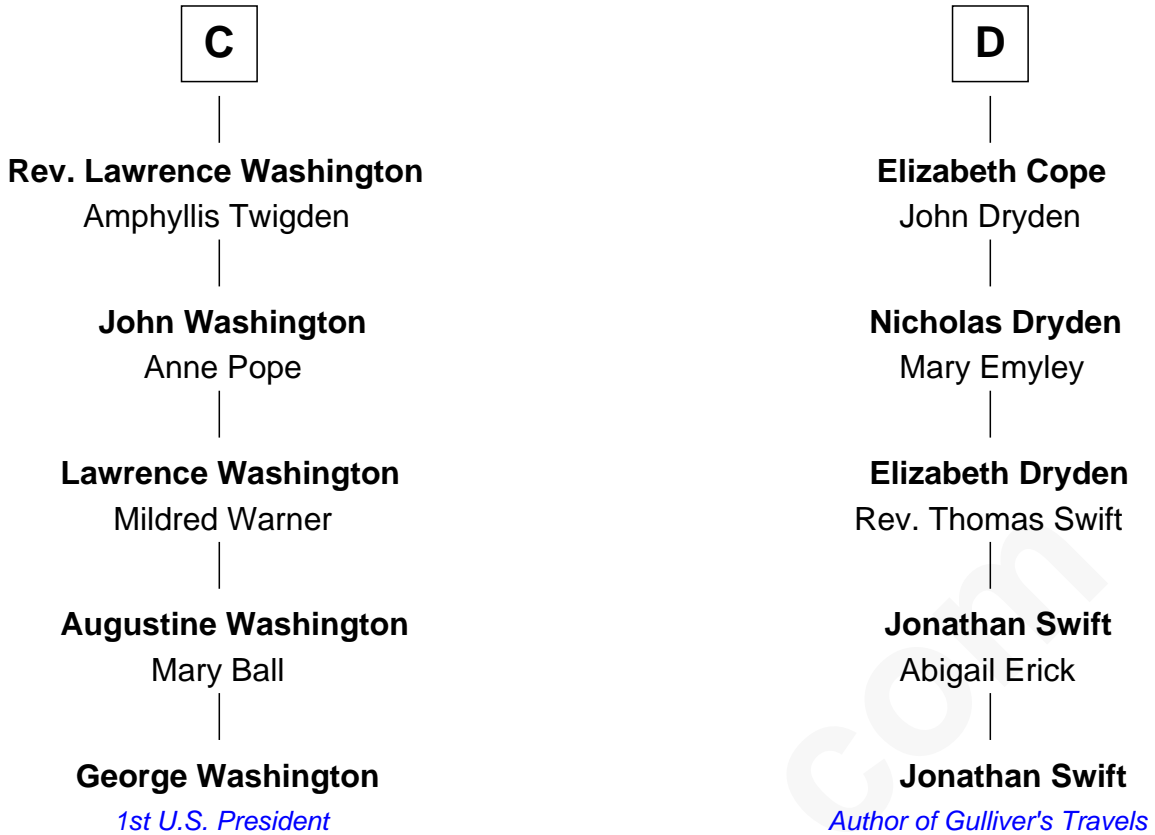 C
Rev. Lawrence Washington
Amphyllis Twigden
John Washington
Anne Pope
Lawrence Washington
Mildred Warner
Augustine Washington
Mary Ball
George Washington
1st U.S. President
D
Elizabeth Cope
John Dryden
Nicholas Dryden
Mary Emyley
Elizabeth Dryden
Rev. Thomas Swift
Jonathan Swift
Abigail Erick
Jonathan Swift
Author of Gulliver's Travels
com